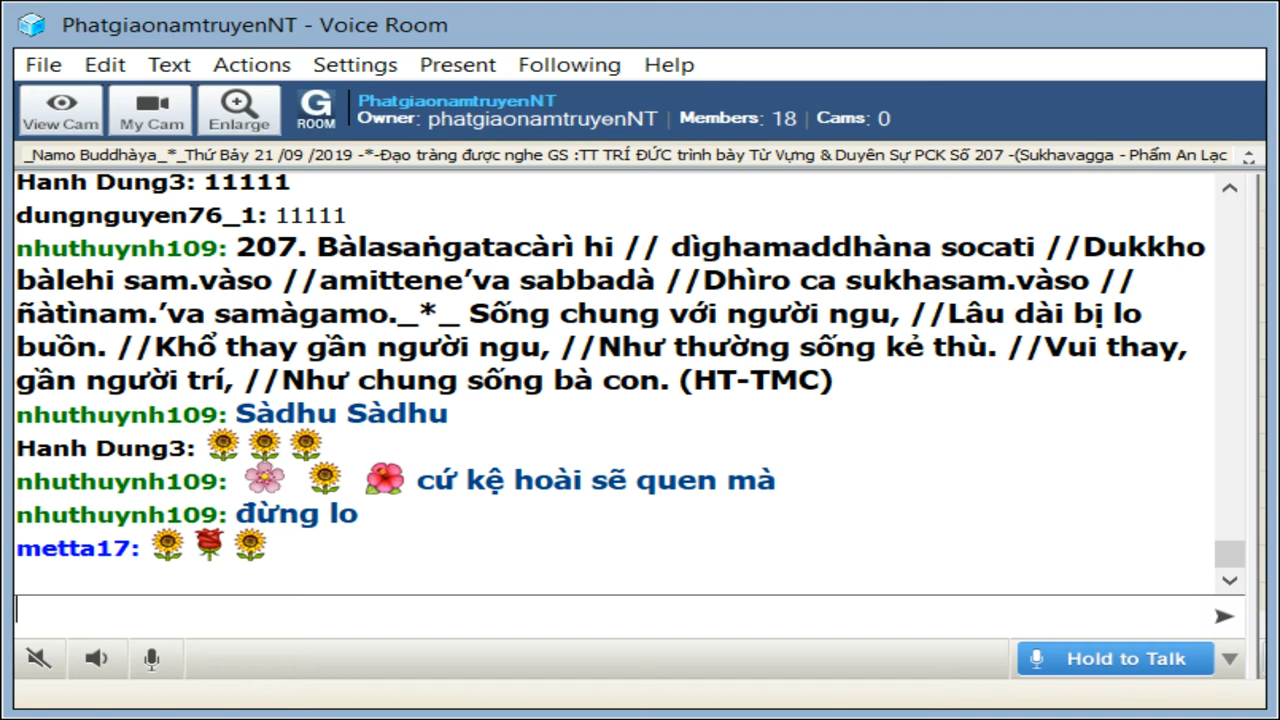 PhatgiaonamtruyenNT - Voice Room
File Edit Text Actions Settings Present Following Help
View Cam My Cam Enlarge G ROOM PhatgiaonamtruyenNT
Owner: phatgiaonamtruyenNT | Members: 18 | Cams: 0
_Namo Buddhàya_*_Thứ Bảy 21 /09 /2019 -*-Đạo tràng được nghe GS :TT TRÍ ĐỨC trình bày Từ Vựng & Duyên Sự PCK Số 207 -(Sukhavagga - Phẩm An Lạc
Hanh Dung3: 11111
dungnguyen76_1: 11111
nhuthuynh109: 207. Bàlasaṅgatacàrì hi // dìghamaddhàna socati //Dukkho
bàlehi sam.vàso //amittene’va sabbadà //Dhìro ca sukhasam.vàso //
ñàtìnam.’va samàgamo._*_ Sống chung với người ngu, //Lâu dài bị lo
buồn. //Khổ thay gần người ngu, //Như thường sống kẻ thù. //Vui thay,
gần người trí, //Như chung sống bà con. (HT-TMC)
nhuthuynh109: Sàdhu Sàdhu
Hanh Dung3:
nhuthuynh109: cứ kệ hoài sẽ quen mà
nhuthuynh109: đừng lo
metta17:
Hold to Talk